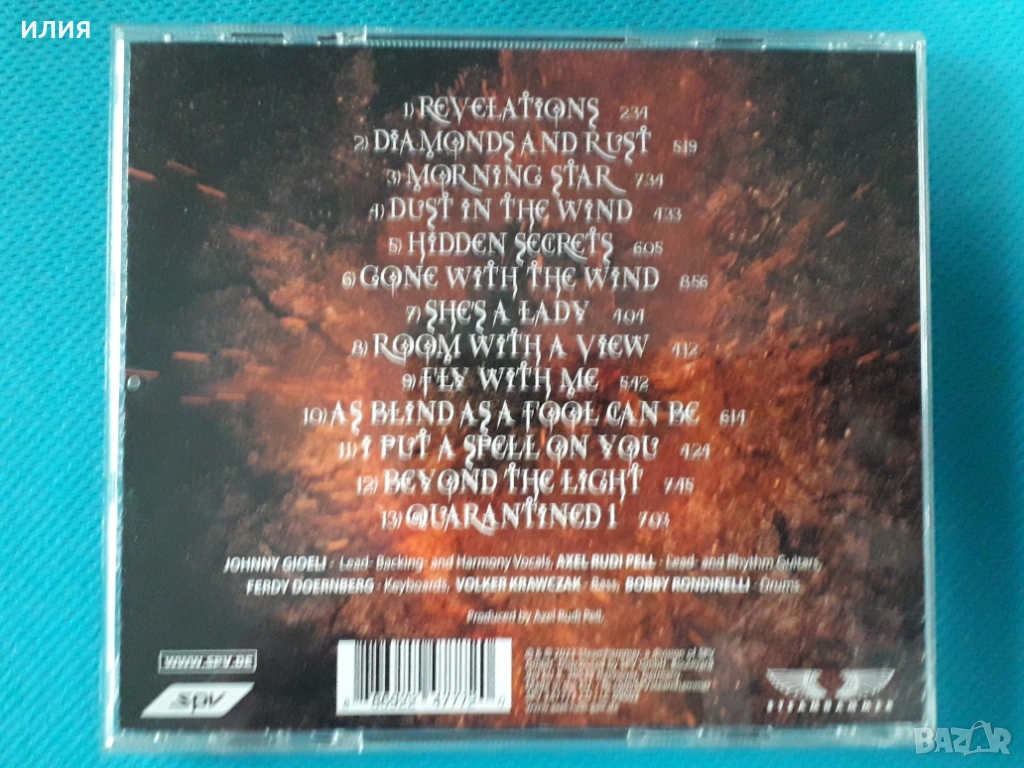 илия
1) REVELATIONS 2:34
2) DIAMONDS AND RUST 5:19
3) MORNING STAR 7:34
4) DUST IN THE WIND 4:33
5) HIDDEN SECRETS 6:05
6) GONE WITH THE WIND 8:56
7) SHE'S A LADY 4:04
8) ROOM WITH A VIEW 4:12
9) FLY WITH ME 5:42
10) AS BLIND AS A FOOL CAN BE 6:14
11) I PUT A SPELL ON YOU 4:24
12) BEYOND THE LIGHT 7:45
13) QUARANTINED 1 7:03
JOHNNY GIOELI - Lead- Backing- and Harmony Vocals, AXEL RUDI PELL - Lead- and Rhythm Guitars,
FERDY DOERNBERG - Keyboards, VOLKER KRAWCZAK - Bass, BOBBY RONDINELLI - Drums
Produced by Axel Rudi Pell.
WWW.SPV.DE
spv
STEAMHAMMER
BAZAR